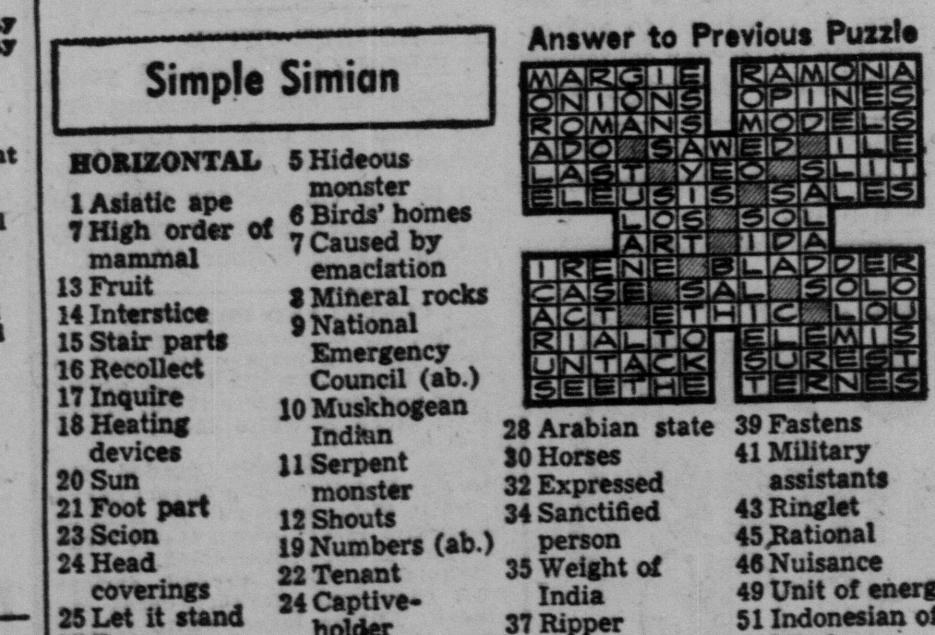 Simple Simian
HORIZONTAL
1 Asiatic ape
7 High order of
mammal
13 Fruit
14 Interstice
15 Stair parts
16 Recollect
17 Inquire
18 Heating
devices
20 Sun
21 Foot part
23 Scion
24 Head
coverings
25 Let it stand
5 Hideous
monster
6 Birds' homes
7 Caused by
emaciation
8 Mineral rocks
9 National
Emergency
Council (ab.)
10 Muskhogean
Indian
11 Serpent
monster
12 Shouts
19 Numbers (ab.)
22 Tenant
24 Captive-
holder
Answer to Previous Puzzle
MARGIE RAMONA
ONIONS OPINES
ROMANS MODELS
ADO SAWED ILE
LAST YEO SLIT
ELEUSIS SALES
LOS SOL
ART IDA
IRENE BLADDER
CASE SAL SOLO
ACT ETHIC LOU
RIALTO ELEMIS
UNTACK SUREST
SEETHE TERNES
28 Arabian state
30 Horses
32 Expressed
34 Sanctified
person
35 Weight of
India
37 Ripper
39 Fastens
41 Military
assistants
43 Ringlet
45 Rational
46 Nuisance
49 Unit of energ
51 Indonesian of